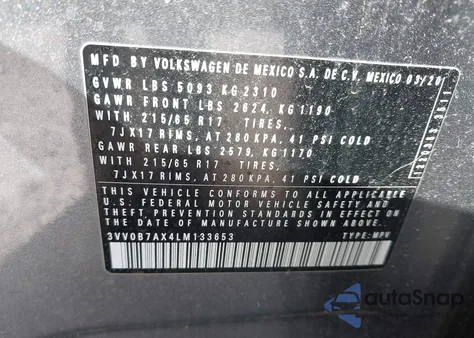 MFD BY VOLKSWAGEN DE MEXICO S.A. DE C.V. MEXICO 03/20
GVWR LBS 5093 KG 2310
GAWR FRONT LBS 2624, KG 1190
WITH 215/65 R17 TIRES,
7JX17 RIMS, AT 280 KPA, 41 PSI COLD
GAWR REAR LBS 2579, KG 1170
WITH 215/65 R17 TIRES,
7JX17 RIMS, AT 280 KPA, 41 PSI COLD
THIS VEHICLE CONFORMS TO ALL APPLICABLE
U.S. FEDERAL MOTOR VEHICLE SAFETY AND
THEFT PREVENTION STANDARDS IN EFFECT ON
THE DATE OF MANUFACTURE SHOWN ABOVE.
3VV0B7AX4LM133653 TYPE: MPV
autoSnap